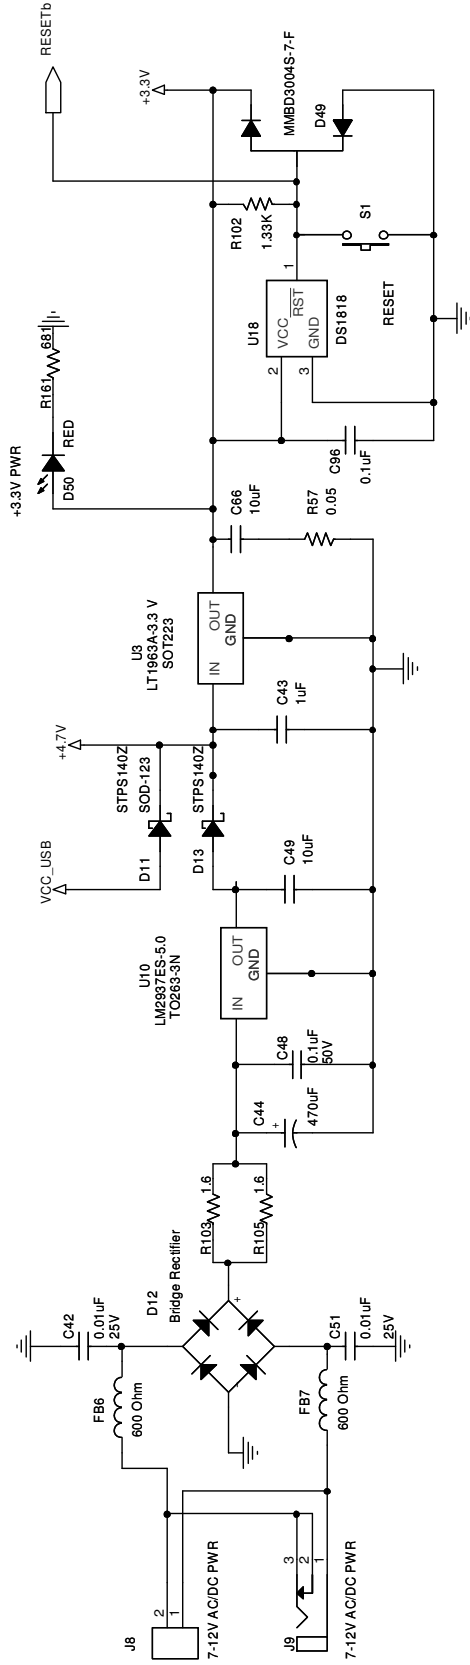 J8
2
1
7-12V AC/DC PWR
J9
3
2
1
7-12V AC/DC PWR
FB6
600 Ohm
FB7
600 Ohm
C42
0.01uF
25V
C51
0.01uF
25V
D12
Bridge Rectifier
+
-
R103
1.6
R105
1.6
C44
+
470uF
C48
0.1uF
50V
U10
LM2937ES-5.0
TO263-3N
IN
OUT
GND
C49
10uF
VCC_USB
D11
STPS140Z
SOD-123
D13
STPS140Z
+4.7V
C43
1uF
U3
LT1963A-3.3 V
SOT223
IN
OUT
GND
C66
10uF
R57
0.05
+3.3V PWR
D50
RED
R161
681
C96
0.1uF
U18
VCC
RST
GND
DS1818
2
3
1
R102
1.33K
RESET
S1
D49
MMBD3004S-7-F
+3.3V
RESETb